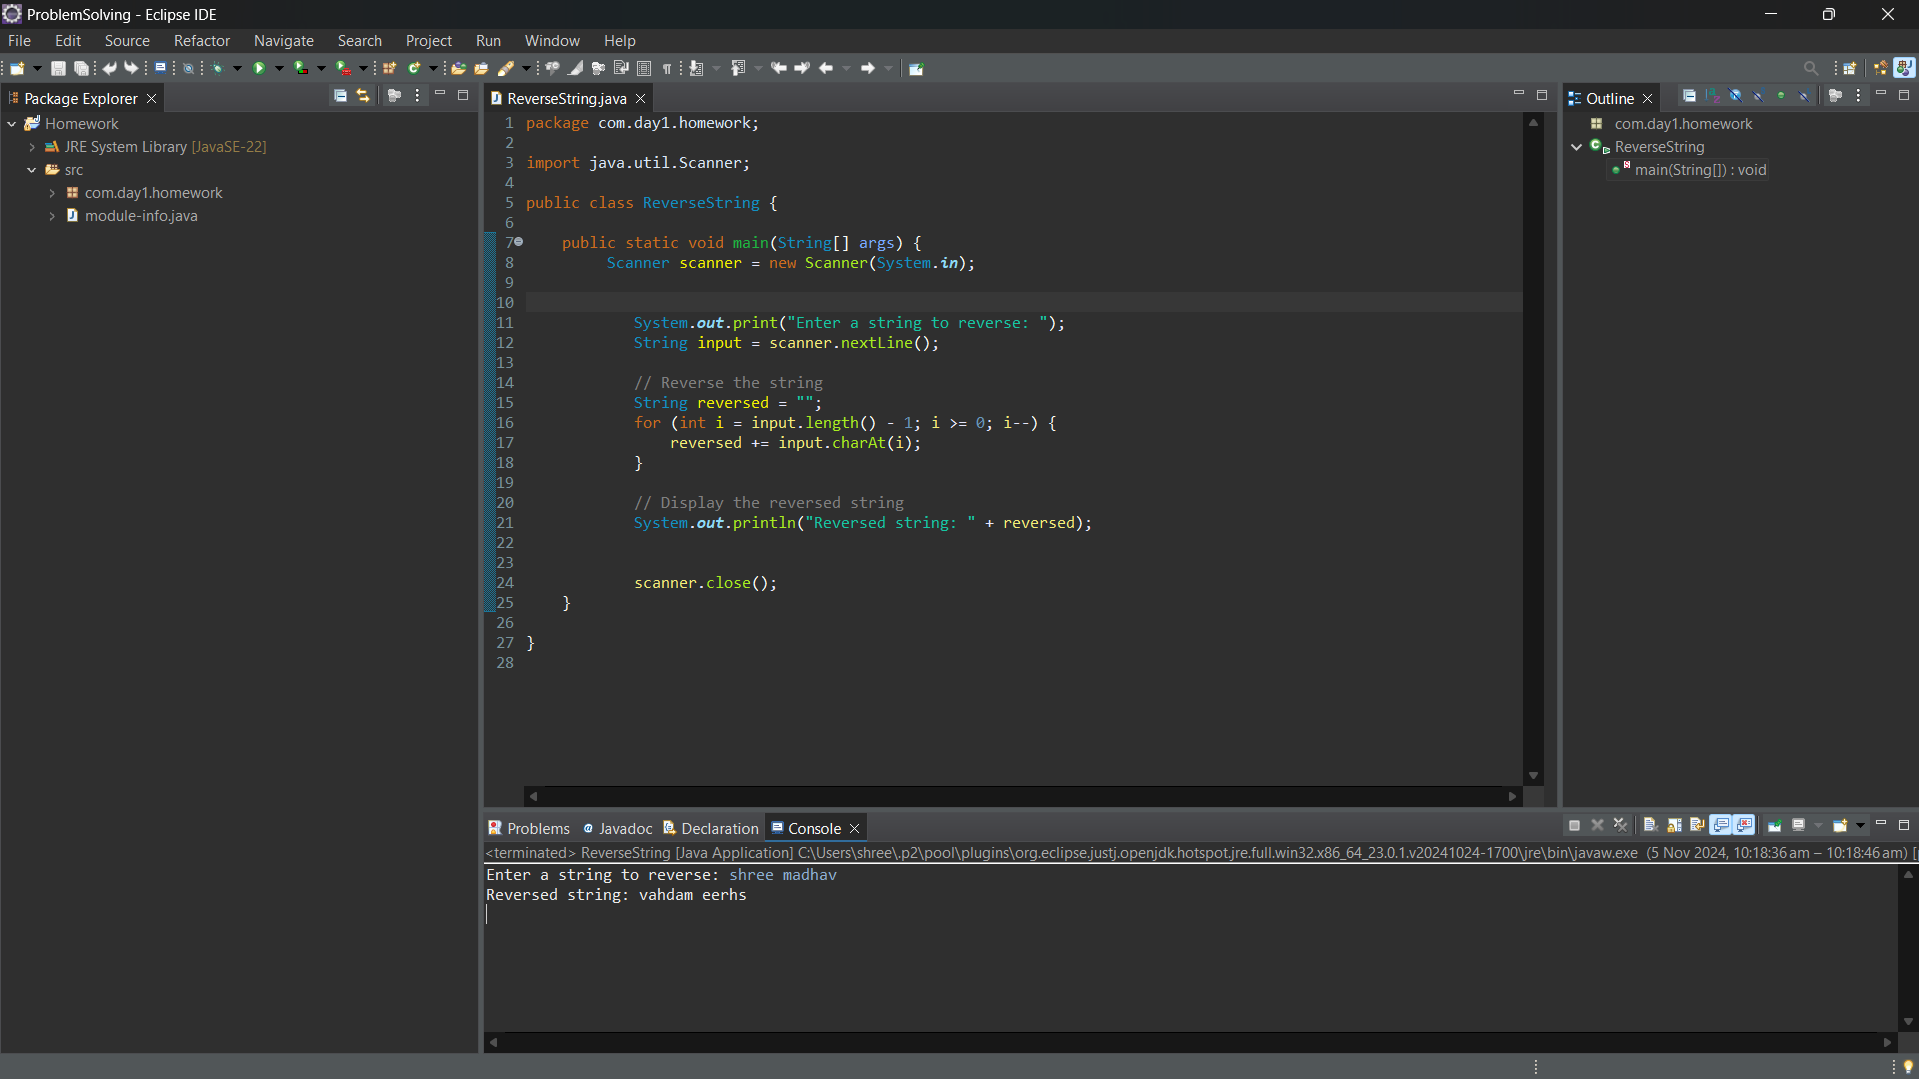 ProblemSolving - Eclipse IDE
File Edit Source Refactor Navigate Search Project Run Window Help
Package Explorer
Homework
JRE System Library [JavaSE-22]
src
com.day1.homework
module-info.java
ReverseString.java
1 package com.day1.homework;
2
3 import java.util.Scanner;
4
5 public class ReverseString {
6
7 public static void main(String[] args) {
8 Scanner scanner = new Scanner(System.in);
9
10
11 System.out.print("Enter a string to reverse: ");
12 String input = scanner.nextLine();
13
14 // Reverse the string
15 String reversed = "";
16 for (int i = input.length() - 1; i >= 0; i--) {
17 reversed += input.charAt(i);
18 }
19
20 // Display the reversed string
21 System.out.println("Reversed string: " + reversed);
22
23
24 scanner.close();
25 }
26
27 }
28
Outline
com.day1.homework
ReverseString
main(String[]) : void
Problems Javadoc Declaration Console
<terminated> ReverseString [Java Application] C:\Users\shree\.p2\pool\plugins\org.eclipse.justj.openjdk.hotspot.jre.full.win32.x86_64_23.0.1.v20241024-1700\jre\bin\javaw.exe (5 Nov 2024, 10:18:36 am – 10:18:46 am) [
Enter a string to reverse: shree madhav
Reversed string: vahdam eerhs